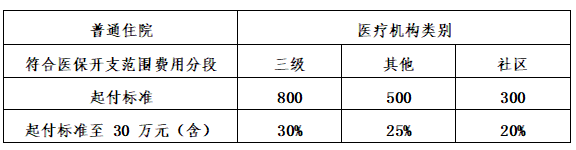 普通住院 医疗机构类别
符合医保开支范围费用分段 三级 其他 社区
起付标准 800 500 300
起付标准至 30 万元（含） 30% 25% 20%